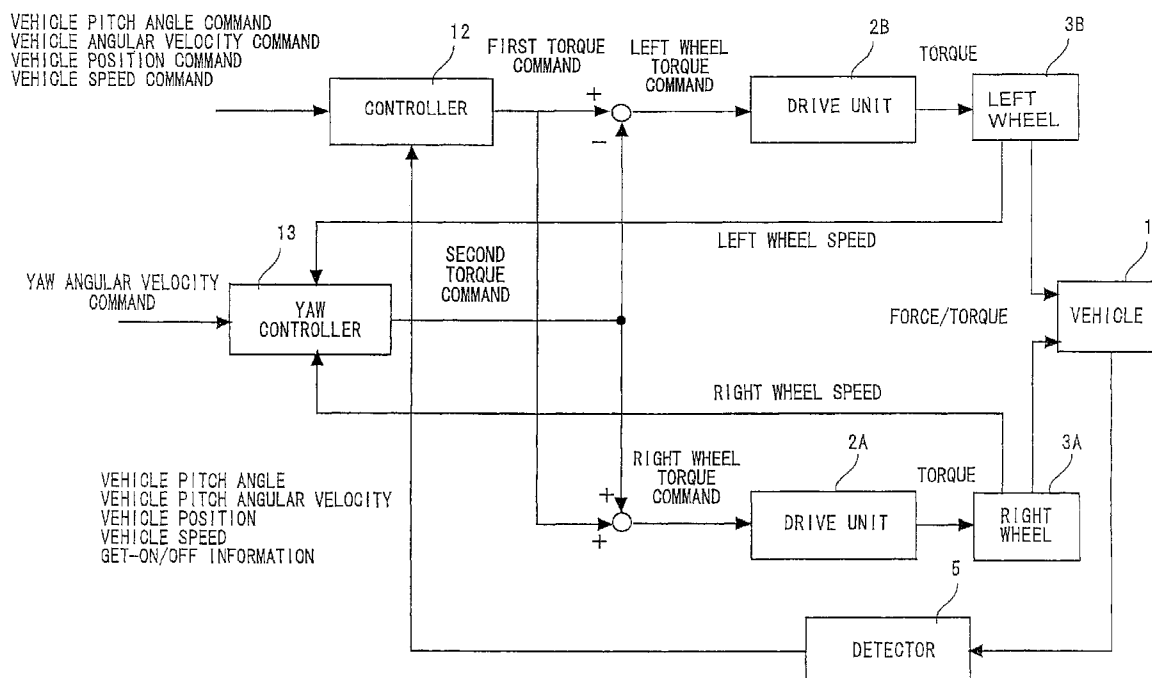 VEHICLE PITCH ANGLE COMMAND
VEHICLE ANGULAR VELOCITY COMMAND
VEHICLE POSITION COMMAND
VEHICLE SPEED COMMAND
12
CONTROLLER
FIRST TORQUE
COMMAND
+
−
LEFT WHEEL
TORQUE
COMMAND
2B
DRIVE UNIT
TORQUE
3B
LEFT
WHEEL
LEFT WHEEL SPEED
13
YAW ANGULAR VELOCITY
COMMAND
YAW
CONTROLLER
SECOND
TORQUE
COMMAND
FORCE/TORQUE
1
VEHICLE
RIGHT WHEEL SPEED
VEHICLE PITCH ANGLE
VEHICLE PITCH ANGULAR VELOCITY
VEHICLE POSITION
VEHICLE SPEED
GET-ON/OFF INFORMATION
+
+
RIGHT WHEEL
TORQUE
COMMAND
2A
DRIVE UNIT
TORQUE
3A
RIGHT
WHEEL
5
DETECTOR